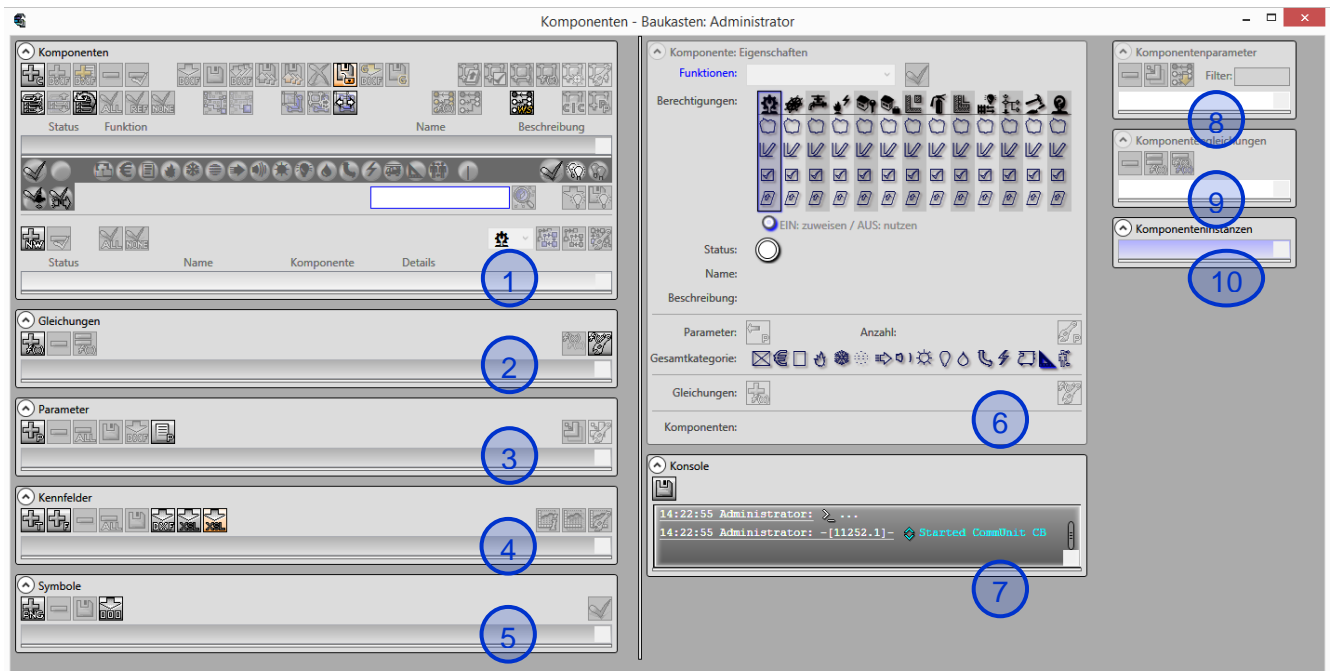 Komponenten - Baukasten: Administrator
Komponenten
Status Funktion Name Beschreibung
Status Name Komponente Details
1
Gleichungen
2
Parameter
3
Kennfelder
4
Symbole
5
Komponente: Eigenschaften
Funktionen:
Berechtigungen:
EIN: zuweisen / AUS: nutzen
Status:
Name:
Beschreibung:
Parameter: Anzahl:
Gesamtkategorie:
Gleichungen:
Komponenten:
6
Konsole
14:22:55 Administrator: >_ ...
14:22:55 Administrator: -[11252.1]- Started CommUnit CB
7
Komponentenparameter
Filter:
8
Komponentengleichungen
9
Komponenteninstanzen
10